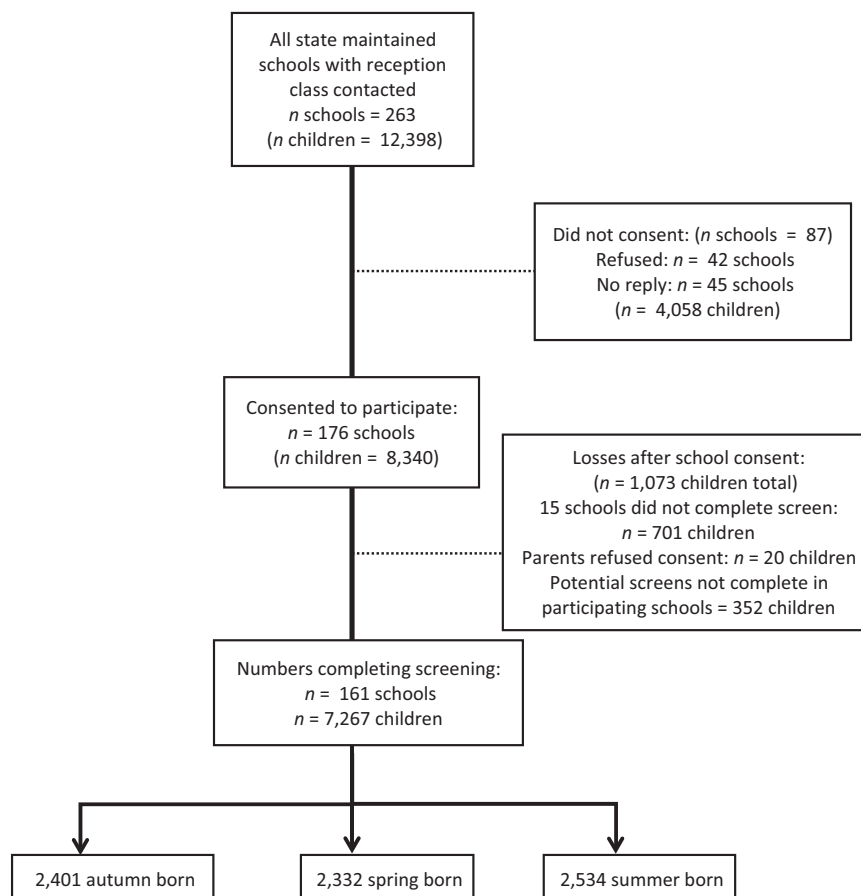 All state maintained
schools with reception
class contacted
n schools = 263
(n children = 12,398)
Did not consent: (n schools = 87)
Refused: n = 42 schools
No reply: n = 45 schools
(n = 4,058 children)
Consented to participate:
n = 176 schools
(n children = 8,340)
Losses after school consent:
(n = 1,073 children total)
15 schools did not complete screen:
n = 701 children
Parents refused consent: n = 20 children
Potential screens not complete in
participating schools = 352 children
Numbers completing screening:
n = 161 schools
n = 7,267 children
2,401 autumn born
2,332 spring born
2,534 summer born